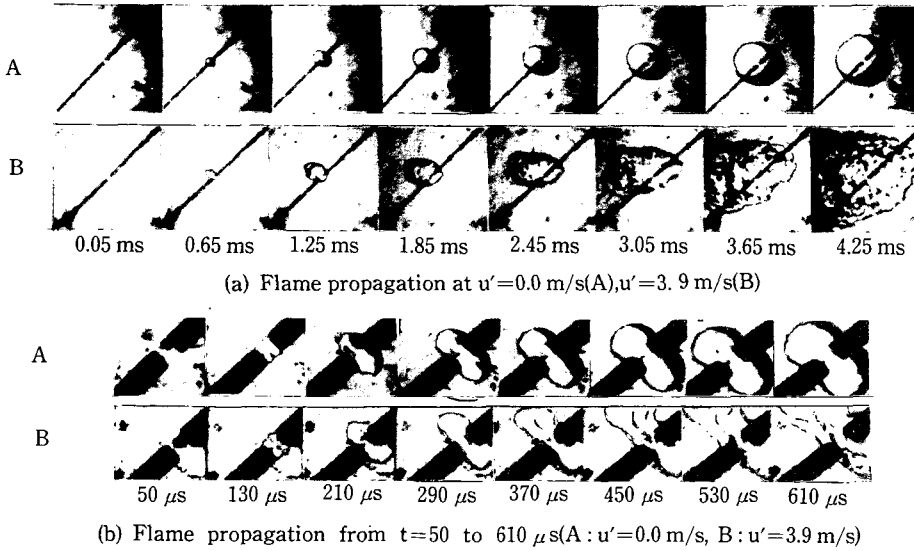 A
B
0.05 ms 0.65 ms 1.25 ms 1.85 ms 2.45 ms 3.05 ms 3.65 ms 4.25 ms
(a) Flame propagation at u′=0.0 m/s(A),u′=3. 9 m/s(B)
A
B
50 μs 130 μs 210 μs 290 μs 370 μs 450 μs 530 μs 610 μs
(b) Flame propagation from t=50 to 610 μ s(A : u′=0.0 m/s, B : u′=3.9 m/s)